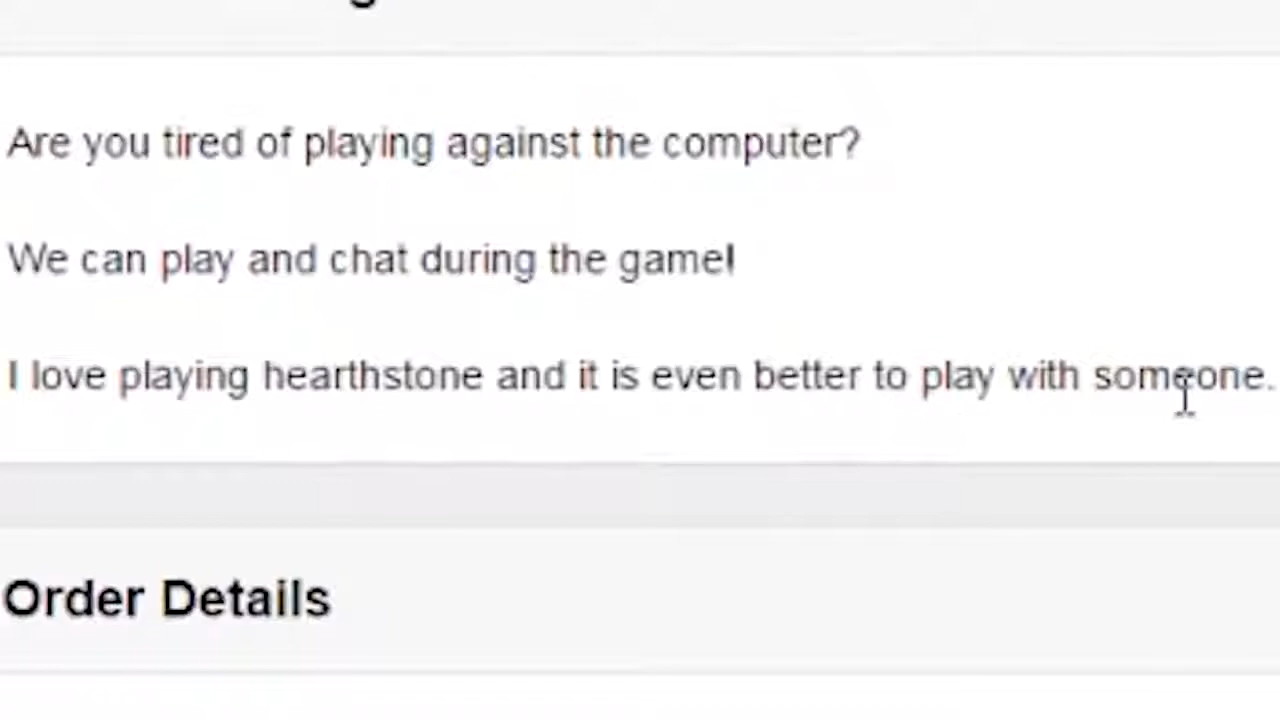 Are you tired of playing against the computer?
We can play and chat during the game!
I love playing hearthstone and it is even better to play with someone.
Order Details